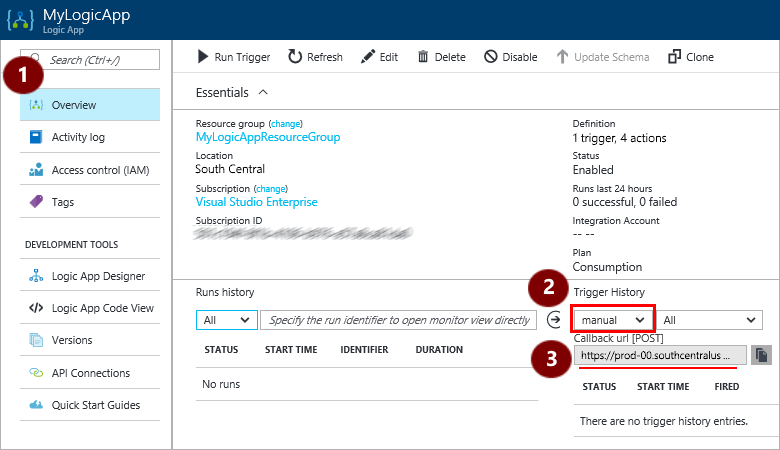 MyLogicApp
Logic App
Search (Ctrl+/)
Run Trigger Refresh Edit Delete Disable Update Schema Clone
1
Overview
Activity log
Access control (IAM)
Tags
DEVELOPMENT TOOLS
Logic App Designer
Logic App Code View
Versions
API Connections
Quick Start Guides
Essentials
Resource group (change)
MyLogicAppResourceGroup
Location
South Central
Subscription (change)
Visual Studio Enterprise
Subscription ID
Definition
1 trigger, 4 actions
Status
Enabled
Runs last 24 hours
0 successful, 0 failed
Integration Account
-- --
Plan
Consumption
Runs history
All Specify the run identifier to open monitor view directly
STATUS START TIME IDENTIFIER DURATION
No runs
2
Trigger History
manual All
Callback url [POST]
3
https://prod-00.southcentralus ...
STATUS START TIME FIRED
There are no trigger history entries.